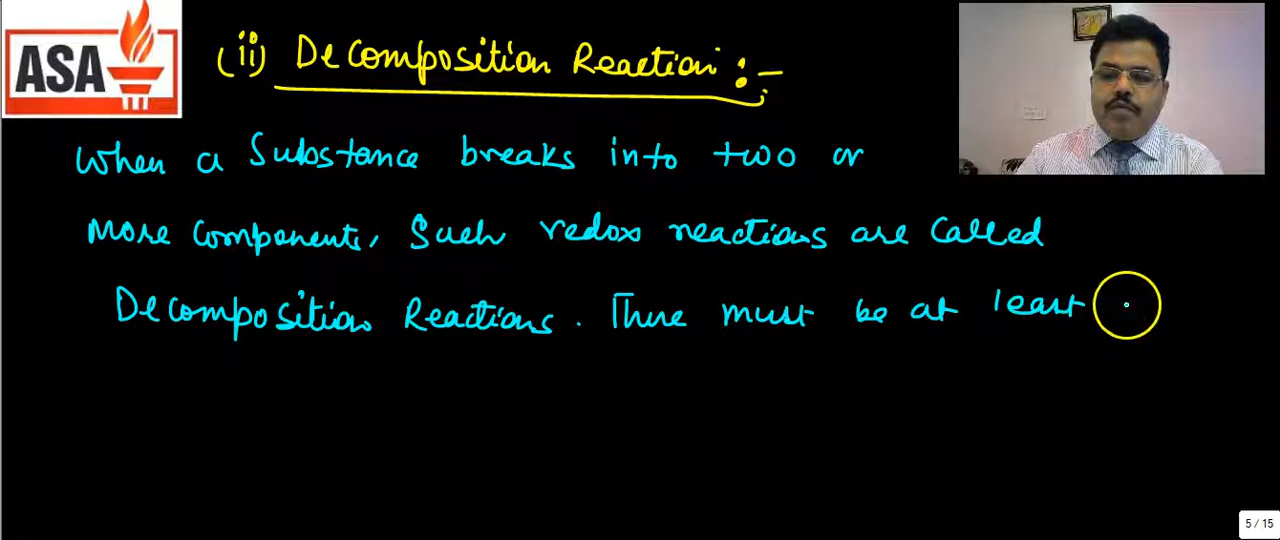 ASA
(ii) Decomposition Reaction :-
When a Substance breaks into two or
More components, Such redox reactions are called
Decomposition Reactions. There must be at least
5 / 15